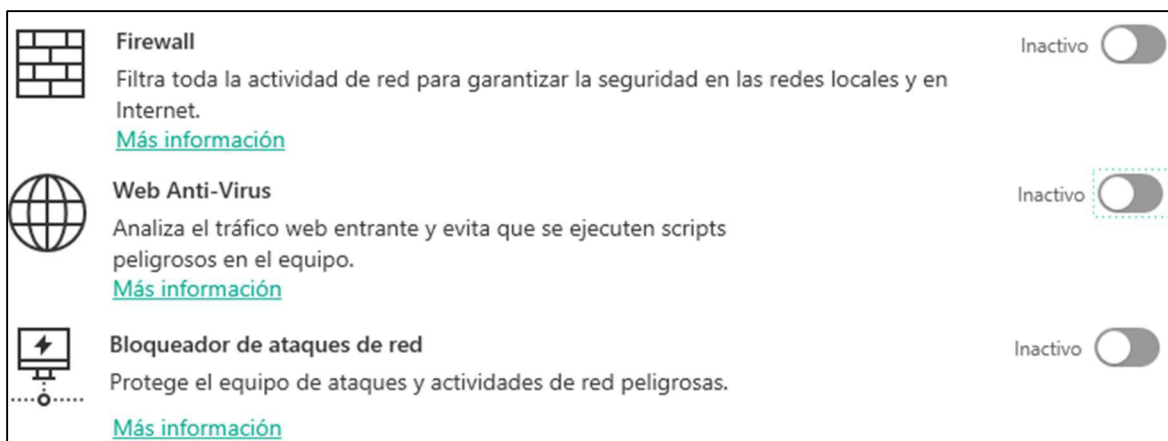 Firewall
Inactivo
Filtra toda la actividad de red para garantizar la seguridad en las redes locales y en
Internet.
Más información
Web Anti-Virus
Inactivo
Analiza el tráfico web entrante y evita que se ejecuten scripts
peligrosos en el equipo.
Más información
Bloqueador de ataques de red
Inactivo
Protege el equipo de ataques y actividades de red peligrosas.
Más información